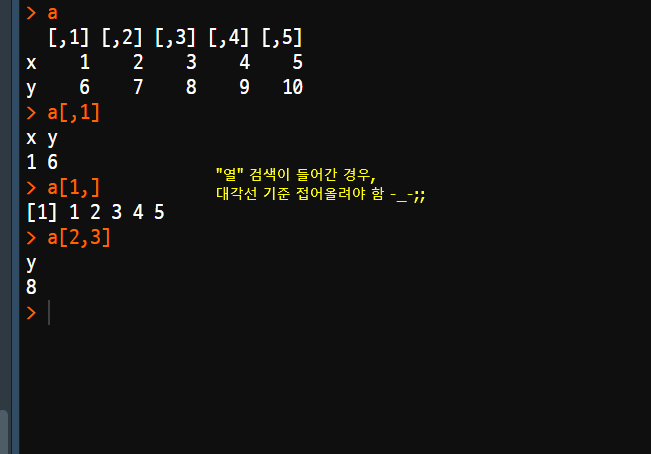 > a
  [,1] [,2] [,3] [,4] [,5]
x    1    2    3    4    5
y    6    7    8    9   10
> a[,1]
x y
1 6
"열" 검색이 들어간 경우,
> a[1,]
대각선 기준 접어올려야 함 -_-;;
[1] 1 2 3 4 5
> a[2,3]
y
8
>